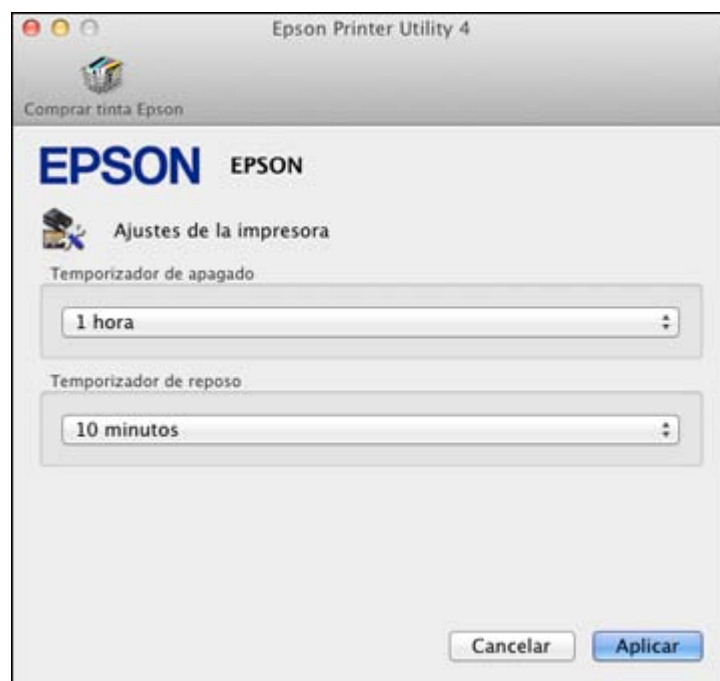 Epson Printer Utility 4
Comprar tinta Epson
EPSON EPSON
Ajustes de la impresora
Temporizador de apagado
1 hora
Temporizador de reposo
10 minutos
Cancelar Aplicar